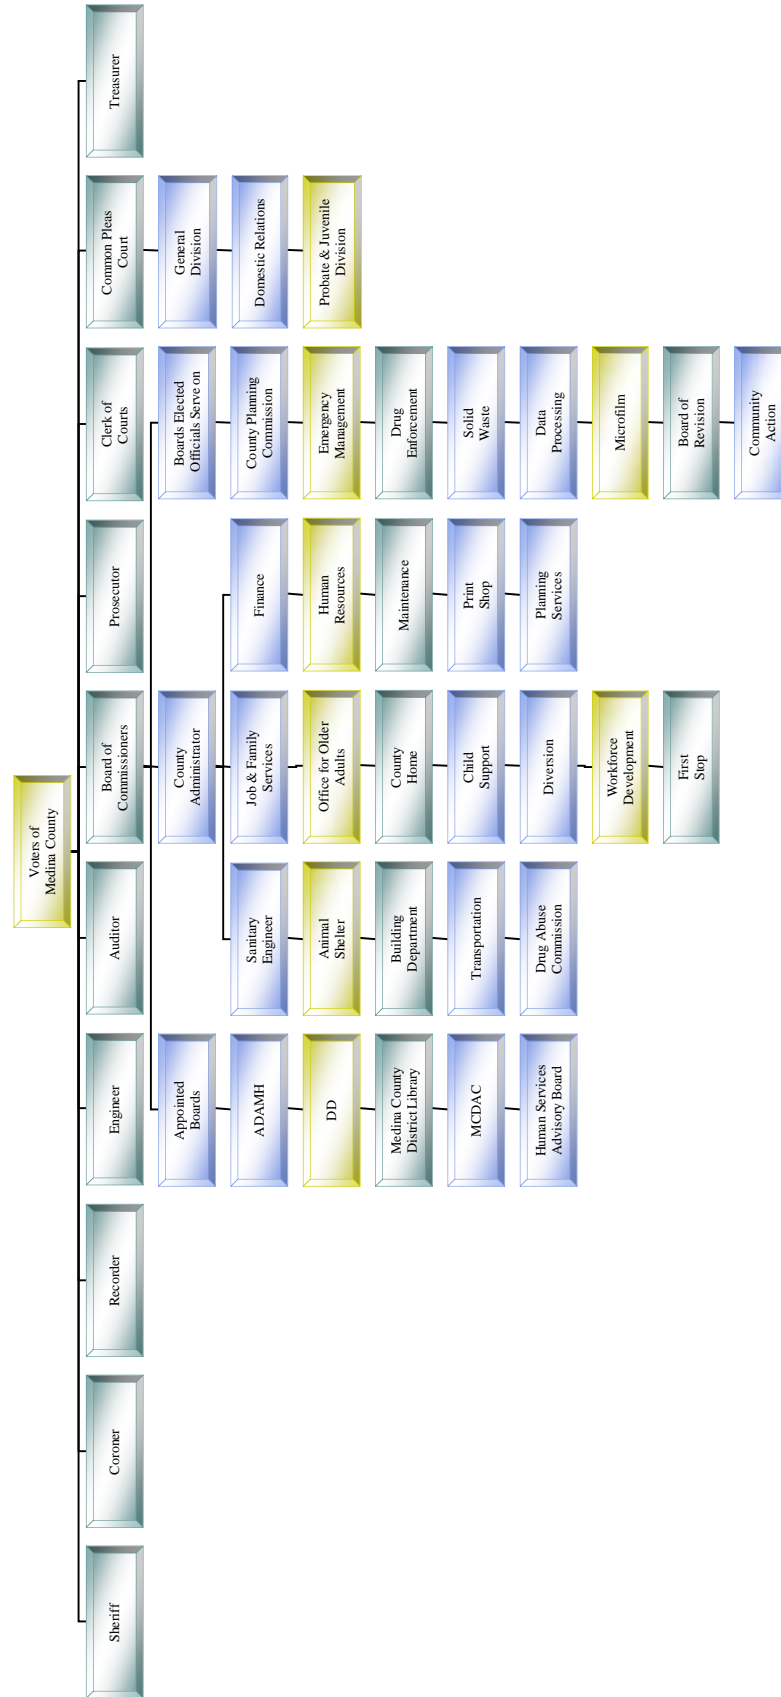 Voters of
Medina County
Sheriff
Coroner
Recorder
Engineer
Auditor
Board of
Commissioners
Prosecutor
Clerk of
Courts
Common Pleas
Court
Treasurer
Appointed
Boards
County
Administrator
Boards Elected
Officials Serve on
General
Division
ADAMH
Sanitary
Engineer
Job & Family
Services
Finance
County Planning
Commission
Domestic Relations
DD
Animal
Shelter
Office for Older
Adults
Human
Resources
Emergency
Management
Probate & Juvenile
Division
Medina County
District Library
Building
Department
County
Home
Maintenance
Drug
Enforcement
MCDAC
Transportation
Child
Support
Print
Shop
Solid
Waste
Human Services
Advisory Board
Drug Abuse
Commission
Diversion
Planning
Services
Data
Processing
Workforce
Development
Microfilm
First
Stop
Board of
Revision
Community
Action